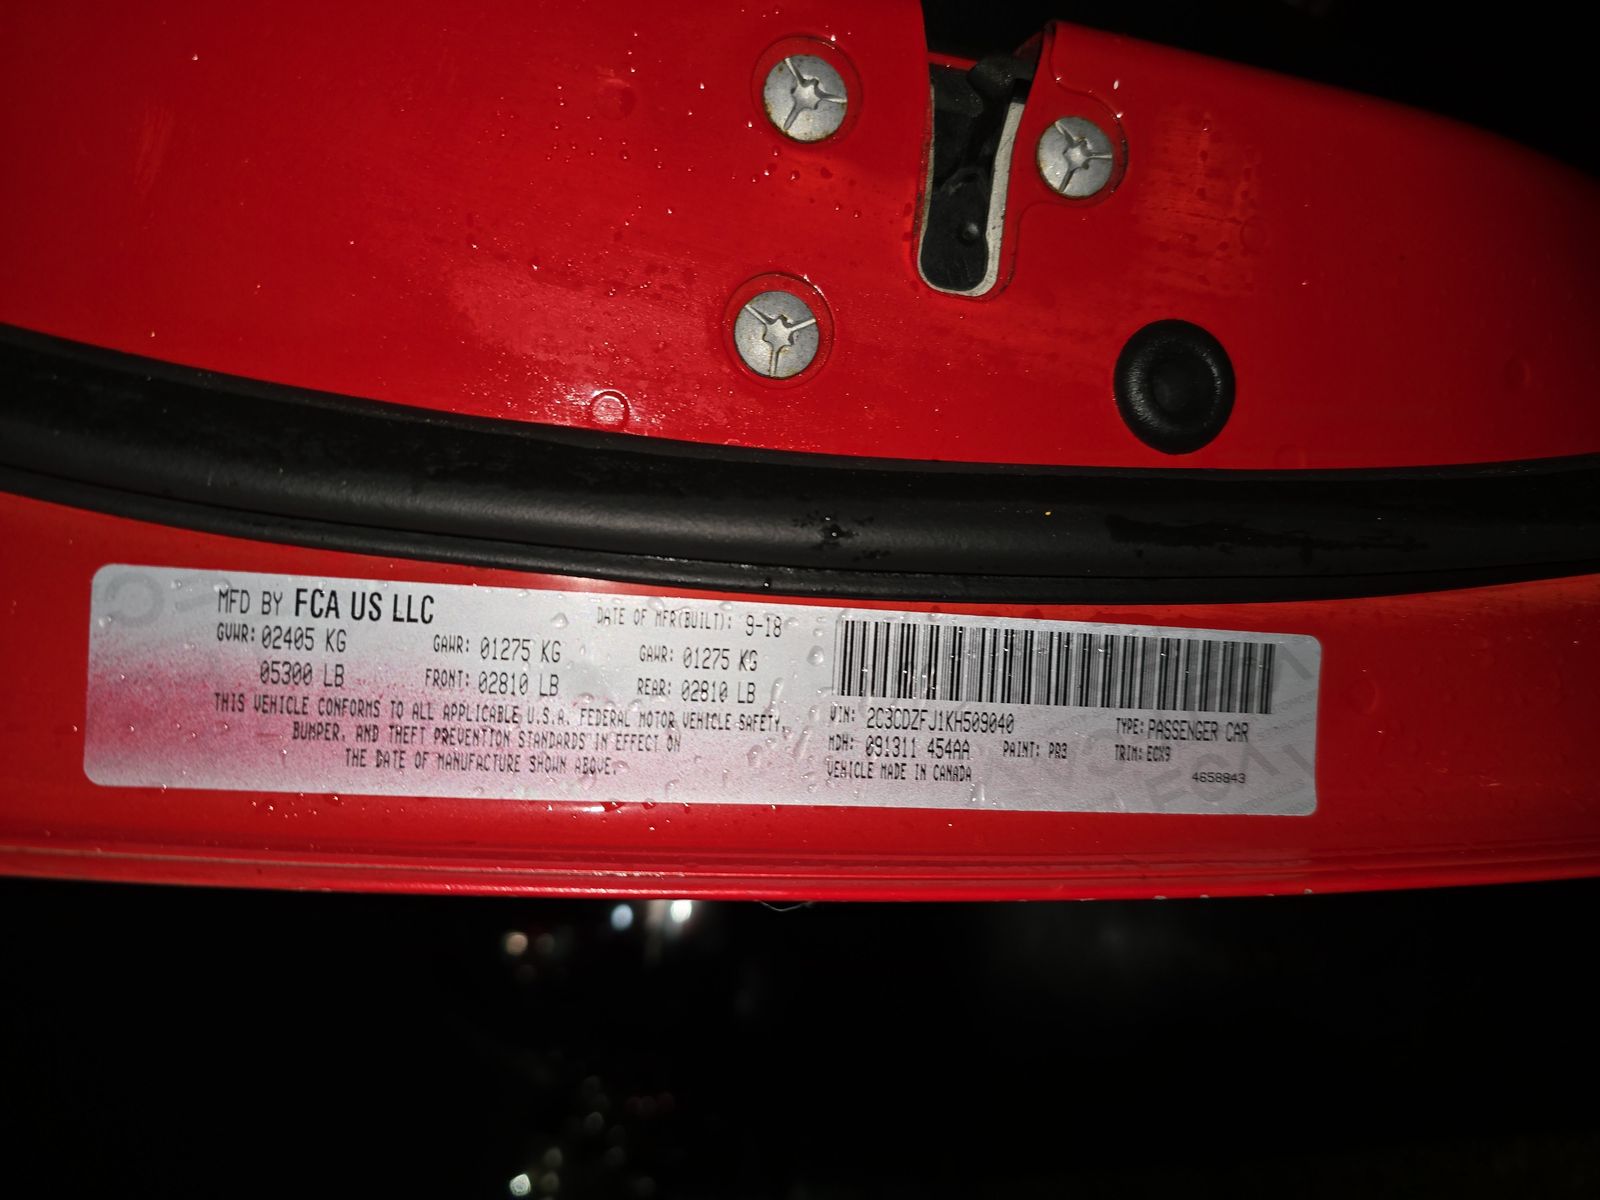 MFD BY FCA US LLC
DATE OF MFR(BUILT): 9-18
GVWR: 02405 KG
GAWR: 01275 KG
GAWR: 01275 KG
05300 LB
FRONT: 02810 LB
REAR: 02810 LB
THIS VEHICLE CONFORMS TO ALL APPLICABLE U.S.A. FEDERAL MOTOR VEHICLE SAFETY,
BUMPER, AND THEFT PREVENTION STANDARDS IN EFFECT ON
THE DATE OF MANUFACTURE SHOWN ABOVE.
VIN: 2C3CDZFJ1KH509040
TYPE: PASSENGER CAR
MDH: 091311 454AA
PAINT: PR3
TRIM: ECX9
VEHICLE MADE IN CANADA
4658843